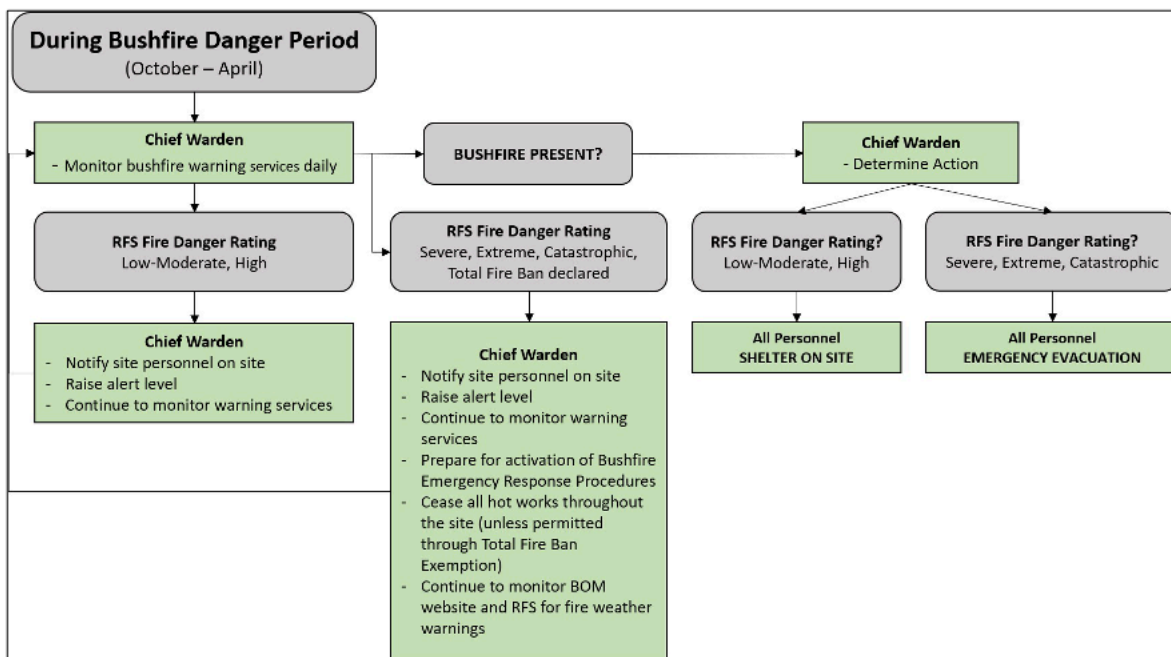 During Bushfire Danger Period
(October – April)
Chief Warden
- Monitor bushfire warning services daily
BUSHFIRE PRESENT?
Chief Warden
- Determine Action
RFS Fire Danger Rating
Low-Moderate, High
RFS Fire Danger Rating
Severe, Extreme, Catastrophic,
Total Fire Ban declared
RFS Fire Danger Rating?
Low-Moderate, High
RFS Fire Danger Rating?
Severe, Extreme, Catastrophic
Chief Warden
- Notify site personnel on site
- Raise alert level
- Continue to monitor warning services
Chief Warden
- Notify site personnel on site
- Raise alert level
- Continue to monitor warning
services
- Prepare for activation of Bushfire
Emergency Response Procedures
- Cease all hot works throughout
the site (unless permitted
through Total Fire Ban
Exemption)
- Continue to monitor BOM
website and RFS for fire weather
warnings
All Personnel
SHELTER ON SITE
All Personnel
EMERGENCY EVACUATION